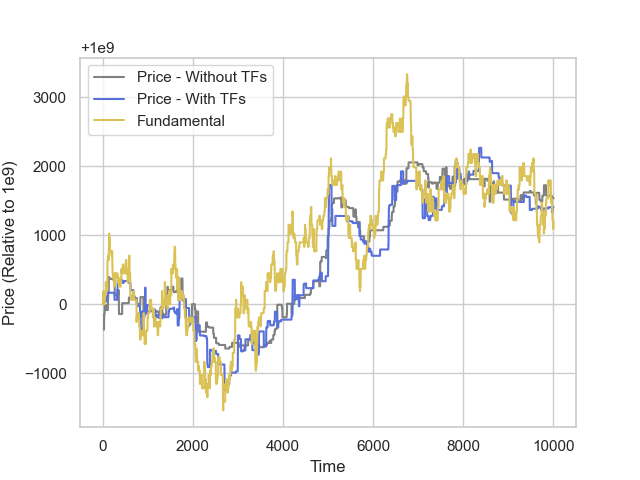 +1e9
Price - Without TFs
Price - With TFs
Fundamental
3000
2000
1000
0
−1000
Price (Relative to 1e9)
0
2000
4000
6000
8000
10000
Time